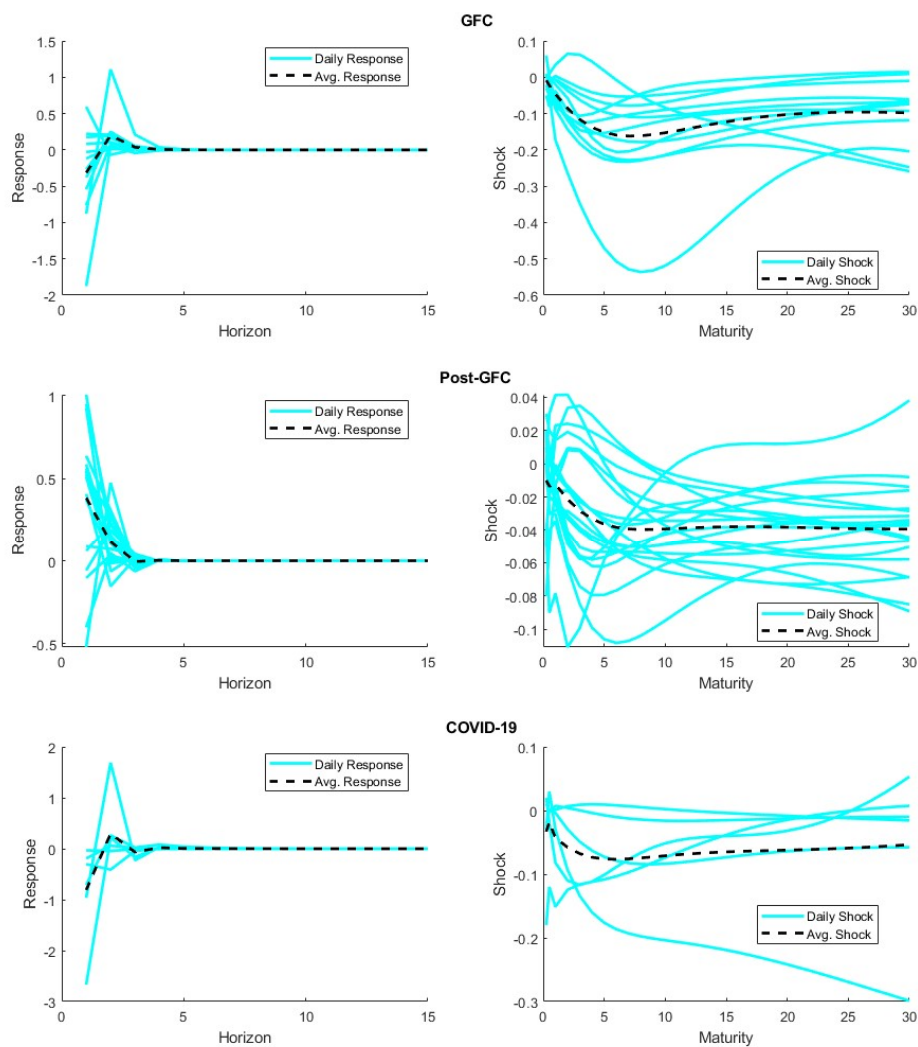 GFC
1.5
1
0.5
0
-0.5
-1
-1.5
-2
Response
0
5
10
15
Horizon
Daily Response
Avg. Response
0.1
0
-0.1
-0.2
-0.3
-0.4
-0.5
-0.6
Shock
0
5
10
15
20
25
30
Maturity
Daily Shock
Avg. Shock
Post-GFC
1
0.5
0
-0.5
Response
0
5
10
15
Horizon
Daily Response
Avg. Response
0.04
0.02
0
-0.02
-0.04
-0.06
-0.08
-0.1
Shock
0
5
10
15
20
25
30
Maturity
Daily Shock
Avg. Shock
COVID-19
2
1
0
-1
-2
-3
Response
0
5
10
15
Horizon
Daily Response
Avg. Response
0.1
0
-0.1
-0.2
-0.3
Shock
0
5
10
15
20
25
30
Maturity
Daily Shock
Avg. Shock